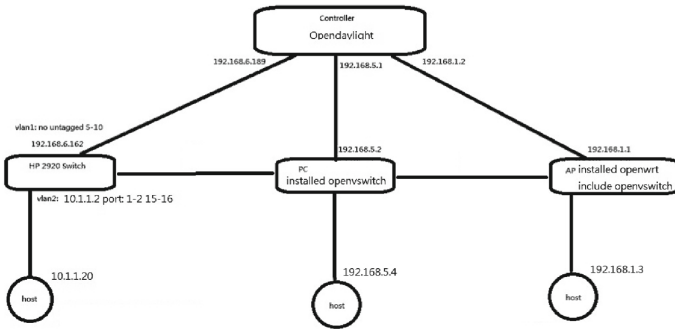 Controller
Opendaylight
192.168.6.189
192.168.5.1
192.168.1.2
vlan1: no untagged 5-10
192.168.6.162
192.168.5.2
192.168.1.1
HP 2920 Switch
PC
installed openvswitch
AP installed openwrt
include openvswitch
vlan2: 10.1.1.2 port: 1-2 15-16
10.1.1.20
192.168.5.4
192.168.1.3
host
host
host